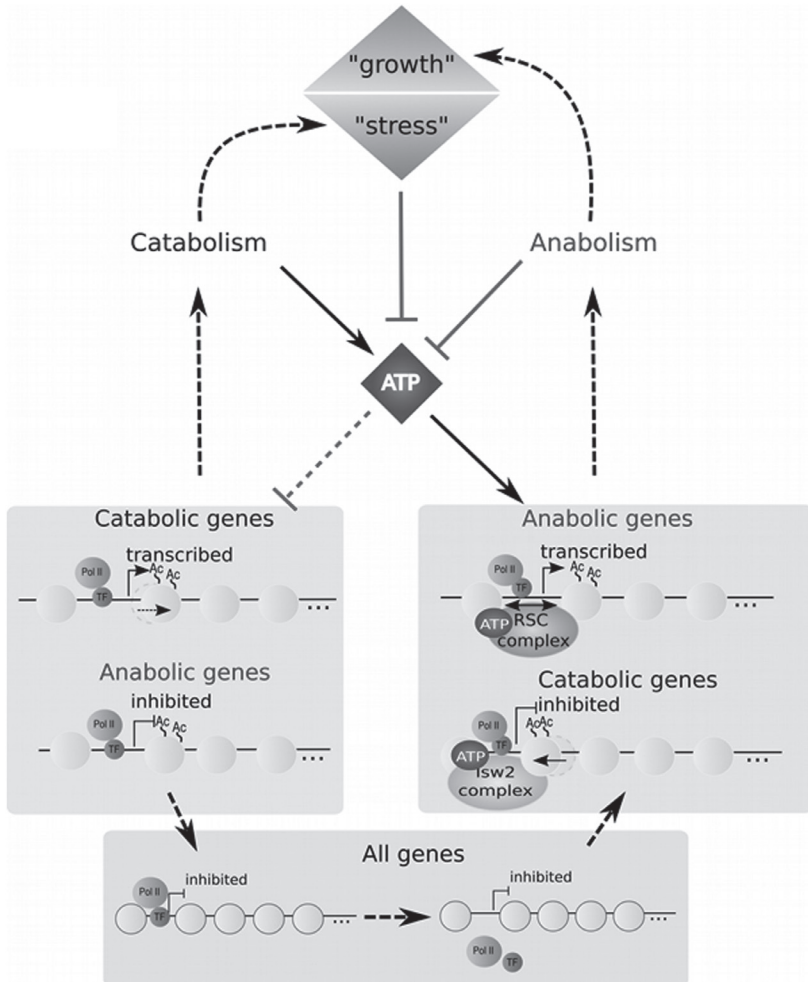 "growth"
"stress"
Catabolism
Anabolism
ATP
Catabolic genes
transcribed
Pol II
Ac
Ac
TF
...
Anabolic genes
inhibited
Pol II
Ac
Ac
TF
...
Anabolic genes
transcribed
Pol II
Ac
Ac
TF
ATP
RSC
complex
...
Catabolic genes
inhibited
Pol II
Ac
Ac
TF
ATP
Isw2
complex
...
All genes
inhibited
Pol II
TF
...
inhibited
...
Pol II
TF